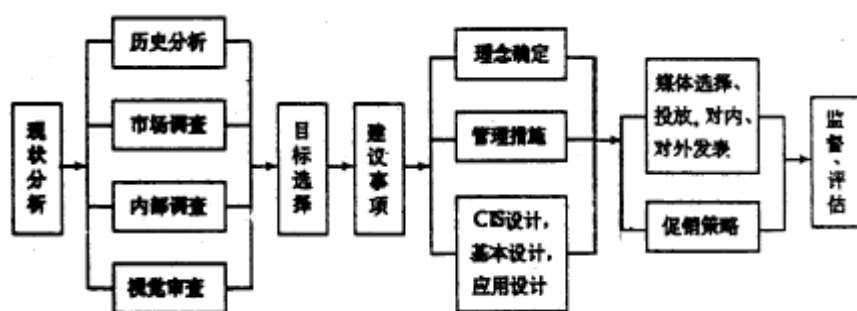 现状分析
历史分析
市场调查
内部调查
视觉审查
目标选择
建设事项
理念确定
管理措施
CIS设计，
基本设计，
应用设计
媒体选择、
投放，对内、
对外发表
促销策略
监督、评估